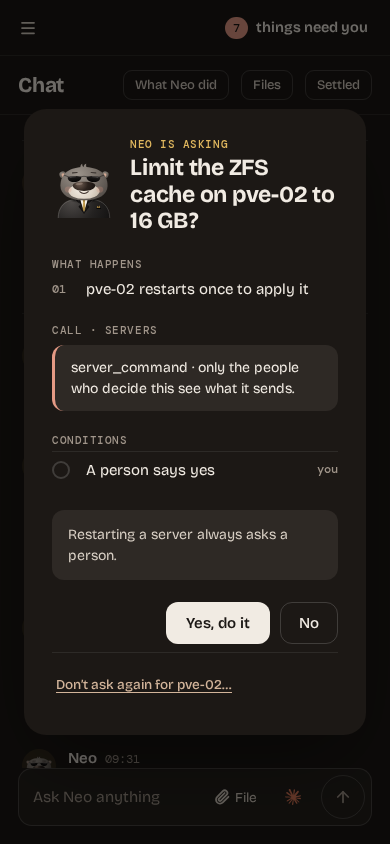 7 things need you
Chat
What Neo did
Files
Settled
NEO IS ASKING
Limit the ZFS
cache on pve-02 to
16 GB?
WHAT HAPPENS
01 pve-02 restarts once to apply it
CALL · SERVERS
server_command · only the people
who decide this see what it sends.
CONDITIONS
A person says yes you
Restarting a server always asks a
person.
Yes, do it
No
Don't ask again for pve-02...
Neo 09:31
Ask Neo anything
File